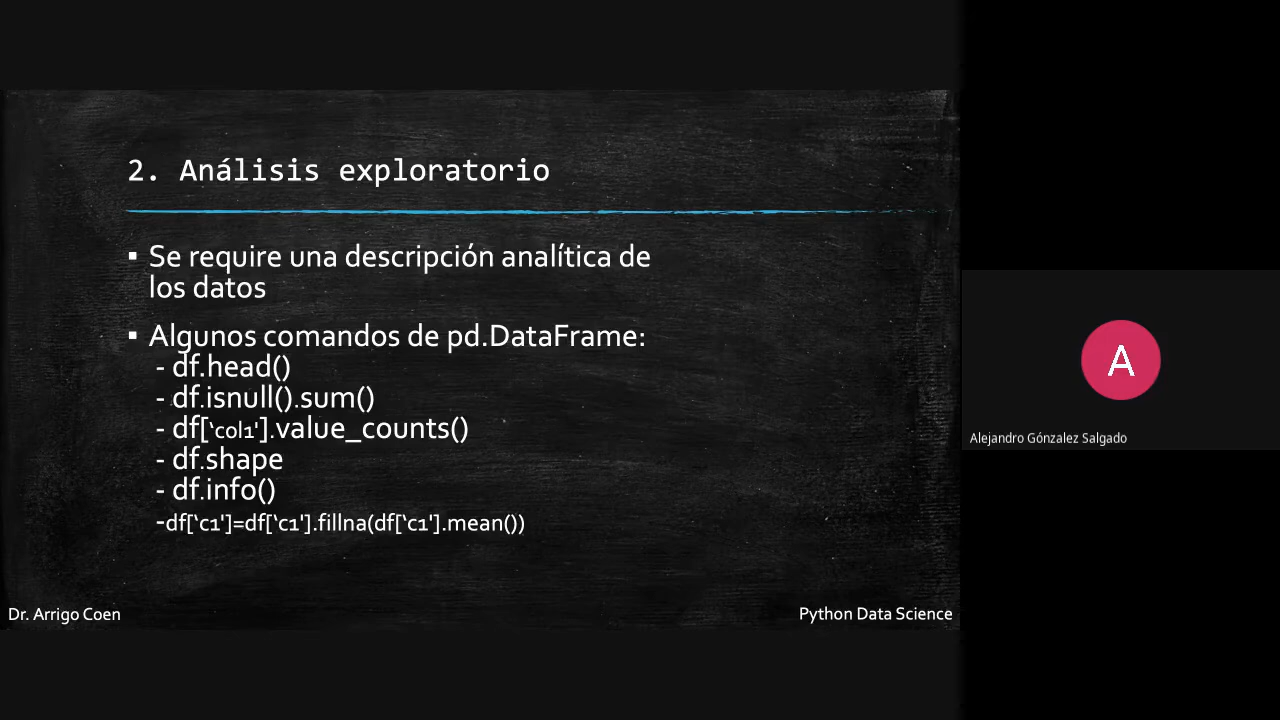 2. Análisis exploratorio
▪ Se require una descripción analítica de
los datos
▪ Algunos comandos de pd.DataFrame:
- df.head()
- df.isnull().sum()
- df[‘col1'].value_counts()
- df.shape
- df.info()
-df[‘c1']=df[‘c1'].fillna(df[‘c1'].mean())
Dr. Arrigo Coen
Python Data Science
A
Alejandro Gónzalez Salgado